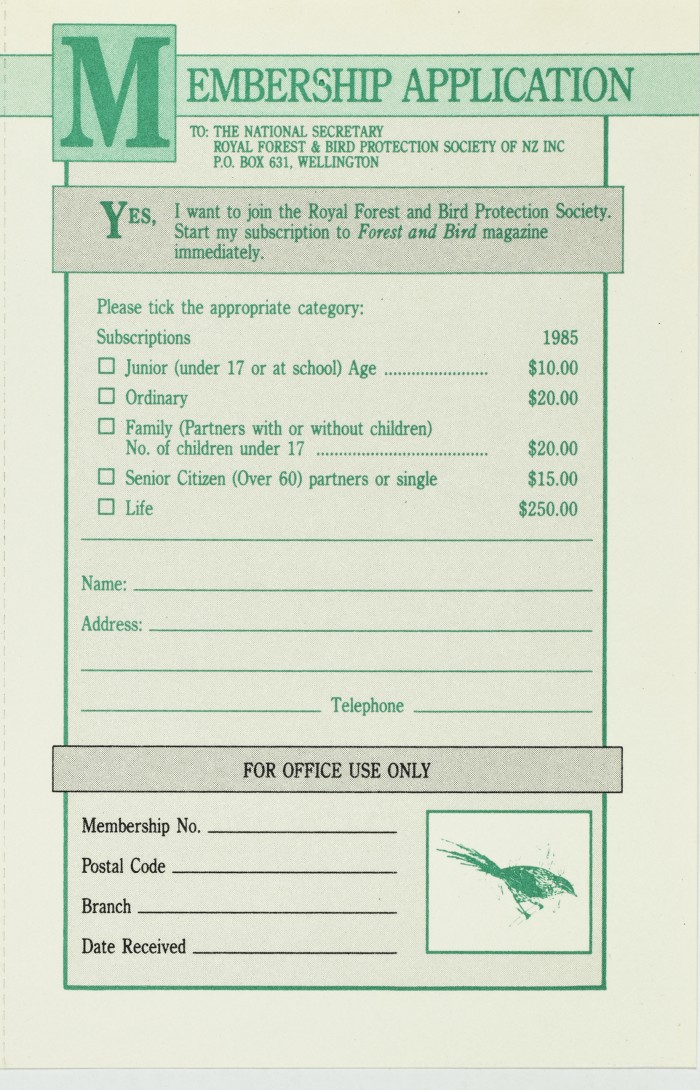 MEMBERSHIP APPLICATION
TO: THE NATIONAL SECRETARY
ROYAL FOREST & BIRD PROTECTION SOCIETY OF NZ INC
P.O. BOX 631, WELLINGTON
YES, I want to join the Royal Forest and Bird Protection Society.
Start my subscription to Forest and Bird magazine
immediately.
Please tick the appropriate category:
Subscriptions 1985
☐ Junior (under 17 or at school) Age ........................ $10.00
☐ Ordinary $20.00
☐ Family (Partners with or without children)
No. of children under 17 ........................................ $20.00
☐ Senior Citizen (Over 60) partners or single $15.00
☐ Life $250.00
Name:
Address:
Telephone
FOR OFFICE USE ONLY
Membership No.
Postal Code
Branch
Date Received